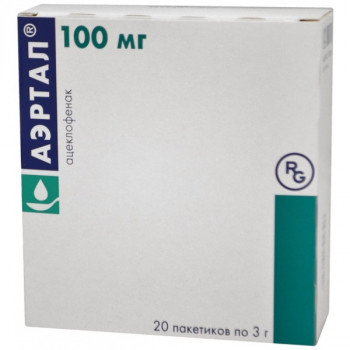 АЭРТАЛ®
ацеклофенак
100 мг
RG
20 пакетиков по 3 г